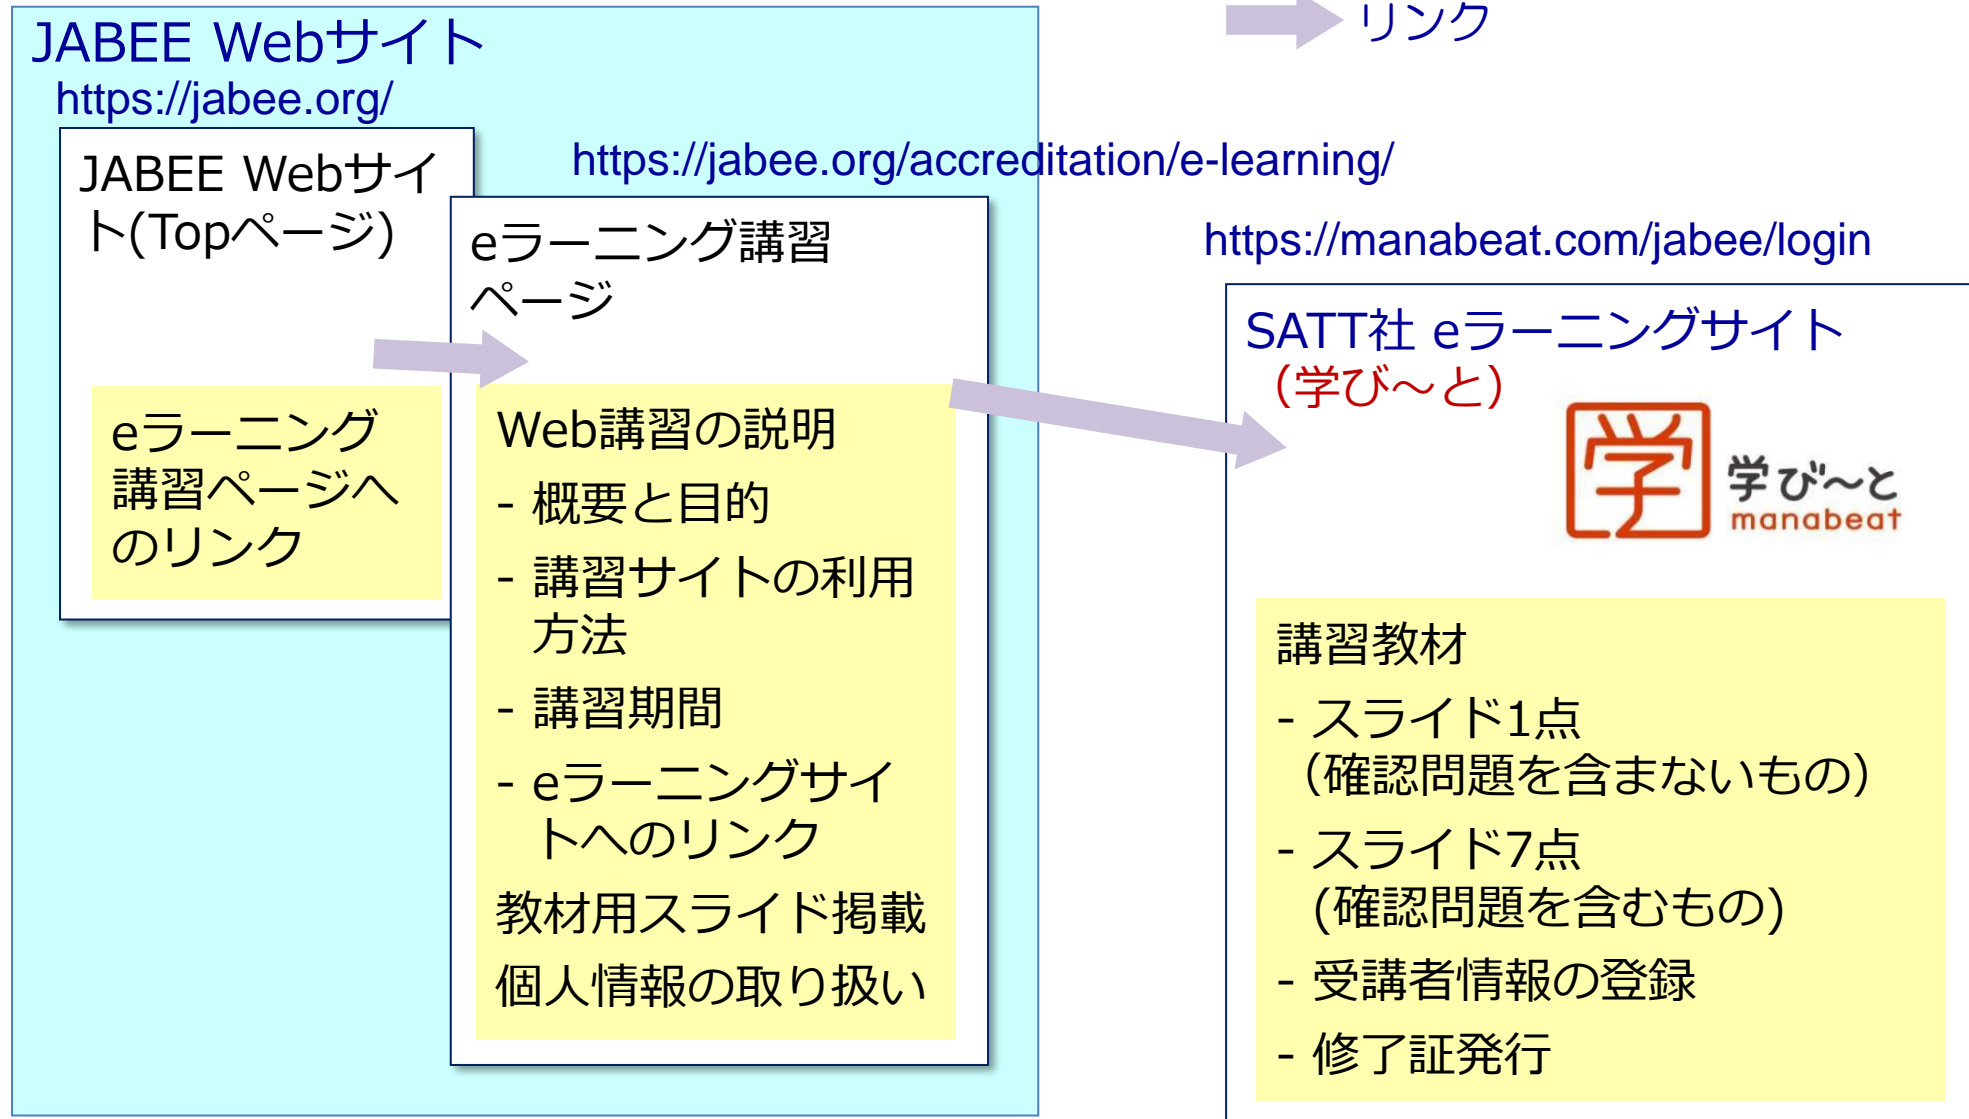 JABEE Webサイト
https://jabee.org/
JABEE Webサイ
ト(Topページ)
eラーニング
講習ページへ
のリンク
https://jabee.org/accreditation/e-learning/
eラーニング講習
ページ
Web講習の説明
- 概要と目的
- 講習サイトの利用
方法
- 講習期間
- eラーニングサイ
トへのリンク
教材用スライド掲載
個人情報の取り扱い
リンク
https://manabeat.com/jabee/login
SATT社 eラーニングサイト
（学び～と）
学
学び～と
manabeat
講習教材
- スライド1点
（確認問題を含まないもの）
- スライド7点
(確認問題を含むもの)
- 受講者情報の登録
- 修了証発行